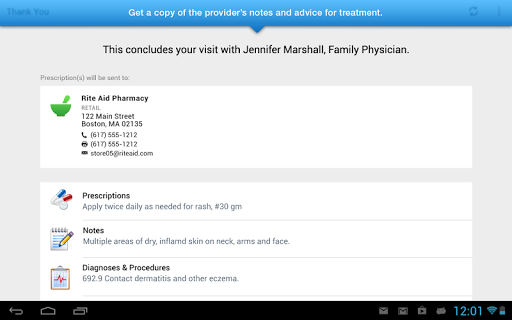 Thank You
Get a copy of the provider's notes and advice for treatment.
This concludes your visit with Jennifer Marshall, Family Physician.
Prescription(s) will be sent to:
Rite Aid Pharmacy
RETAIL
122 Main Street
Boston, MA 02135
(617) 555-1212
(617) 555-1212
store05@riteaid.com
Prescriptions
Apply twice daily as needed for rash, #30 gm
Notes
Multiple areas of dry, inflamd skin on neck, arms and face.
Diagnoses & Procedures
692.9 Contact dermatitis and other eczema.
12:01